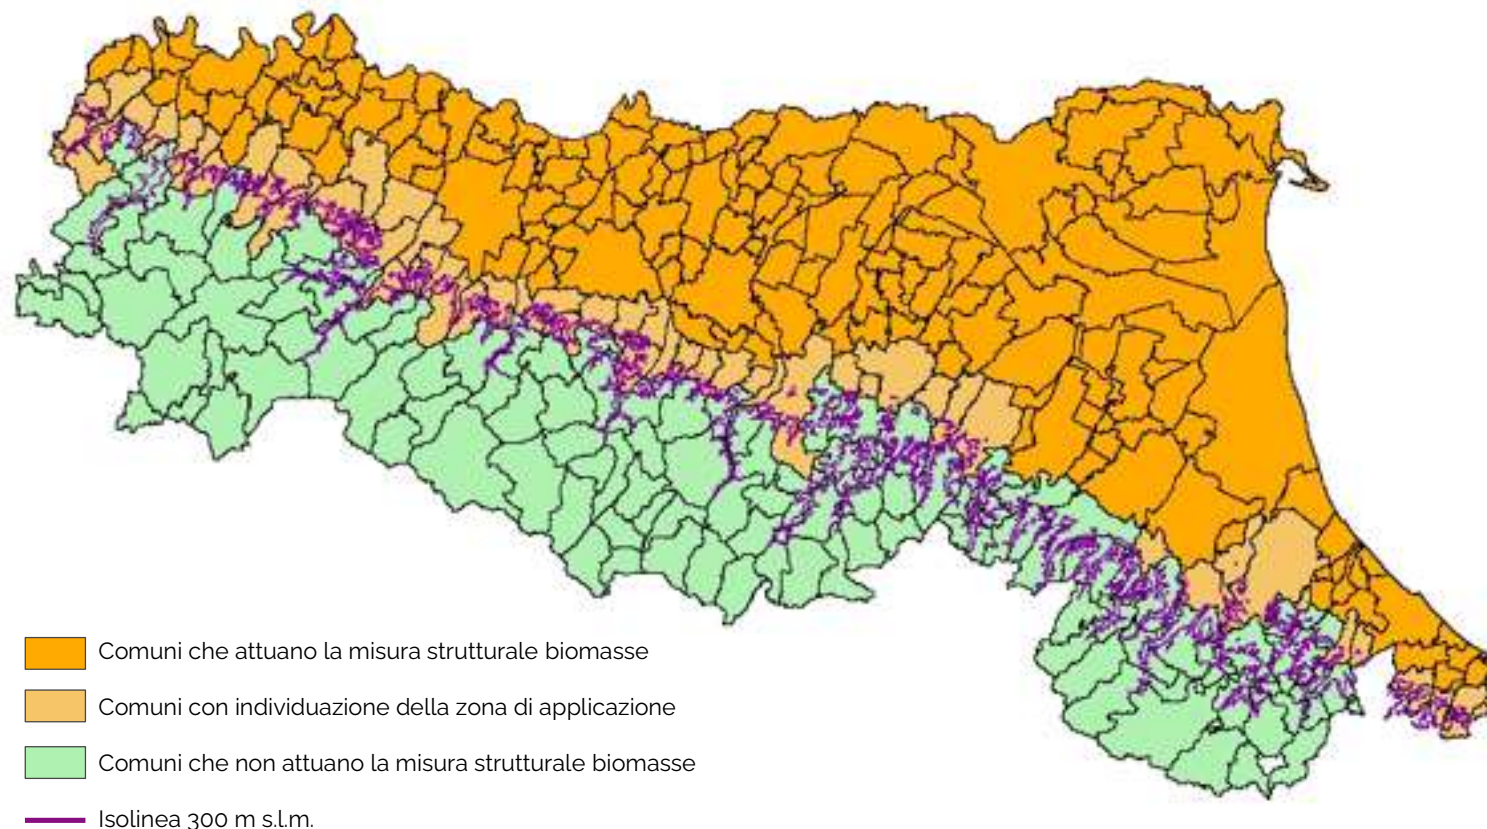 Comuni che attuano la misura strutturale biomasse
Comuni con individuazione della zona di applicazione
Comuni che non attuano la misura strutturale biomasse
Isolinea 300 m s.l.m.